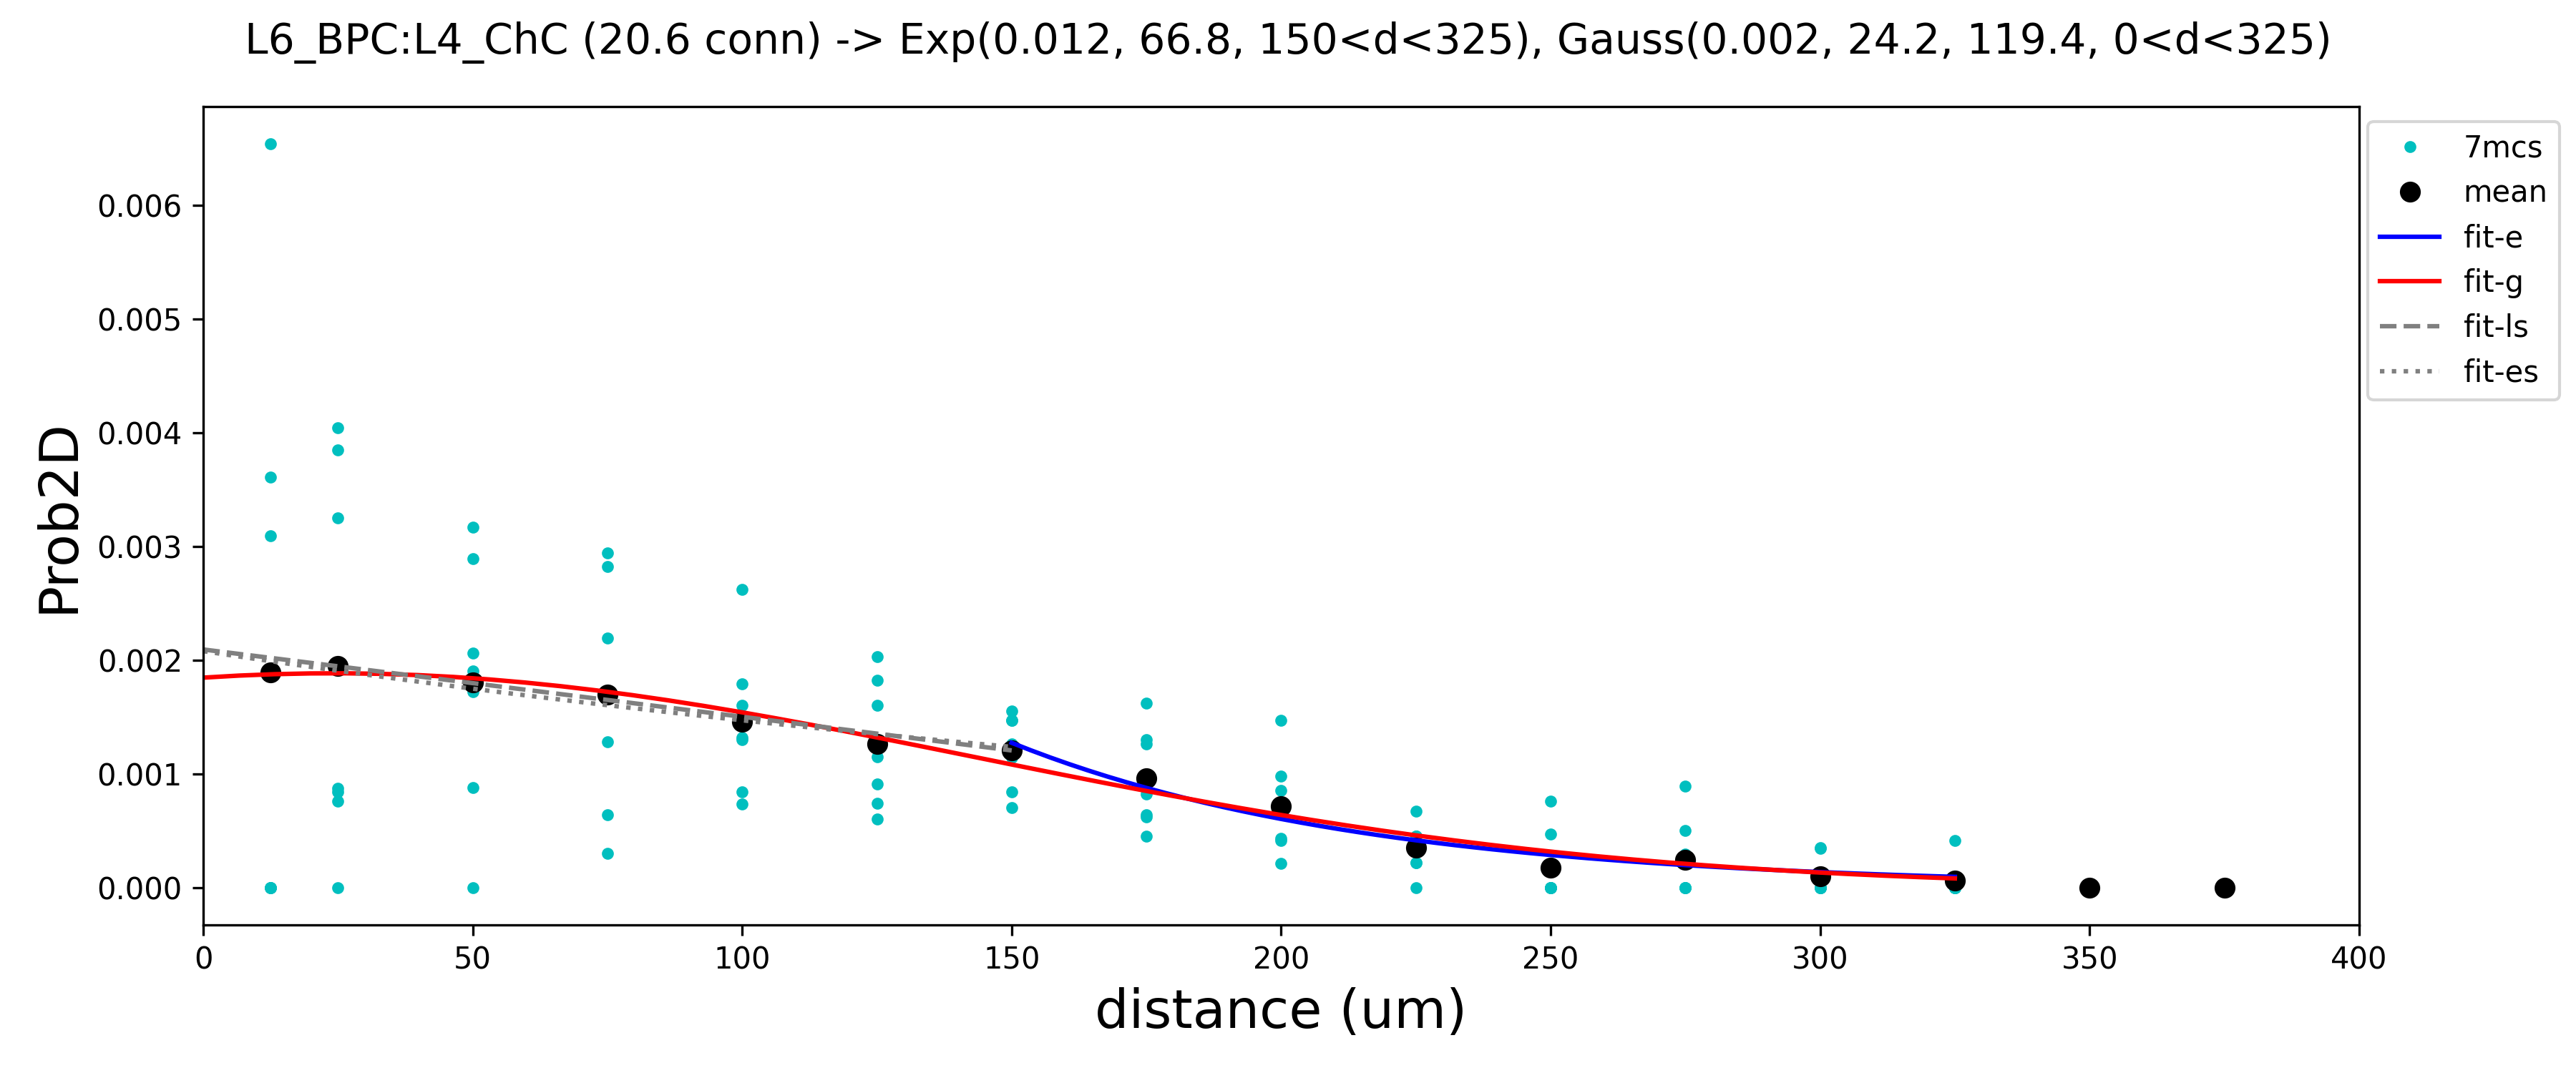 L6_BPC:L4_ChC (20.6 conn) -> Exp(0.012, 66.8, 150<d<325), Gauss(0.002, 24.2, 119.4, 0<d<325)
7mcs
mean
fit-e
fit-g
fit-ls
fit-es
Prob2D
0.006
0.005
0.004
0.003
0.002
0.001
0.000
0 50 100 150 200 250 300 350 400
distance (um)